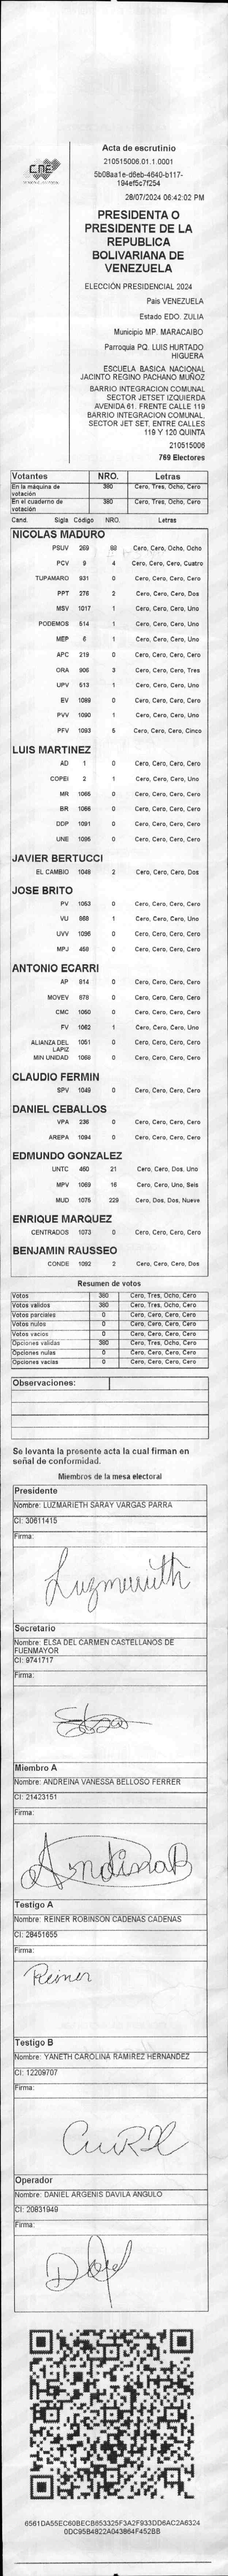 CNE
Acta de escrutinio
210515006.01.1.0001
5b08aa1e-d6eb-4640-b117-
194ef5c7f254
28/07/2024 06:42:02 PM
PRESIDENTA O
PRESIDENTE DE LA
REPUBLICA
BOLIVARIANA DE
VENEZUELA
ELECCIÓN PRESIDENCIAL 2024
País VENEZUELA
Estado EDO. ZULIA
Municipio MP. MARACAIBO
Parroquia PQ. LUIS HURTADO
HIGUERA
ESCUELA BASICA NACIONAL
JACINTO REGINO PACHANO MUÑOZ
BARRIO INTEGRACION COMUNAL
SECTOR JETSET IZQUIERDA
AVENIDA 61. FRENTE CALLE 119
BARRIO INTEGRACION COMUNAL,
SECTOR JET SET, ENTRE CALLES
119 Y 120 QUINTA
210515006
769 Electores
Votantes NRO. Letras
En la máquina de votación 380 Cero, Tres, Ocho, Cero
En el cuaderno de votación 380 Cero, Tres, Ocho, Cero
Cand. Sigls Código NRO. Letras
NICOLAS MADURO
PSUV 269 88 Cero, Cero, Ocho, Ocho
PCV 9 4 Cero, Cero, Cero, Cuatro
TUPAMARO 931 0 Cero, Cero, Cero, Cero
PPT 276 2 Cero, Cero, Cero, Dos
MSV 1017 1 Cero, Cero, Cero, Uno
PODEMOS 514 1 Cero, Cero, Cero, Uno
MEP 6 1 Cero, Cero, Cero, Uno
APC 219 0 Cero, Cero, Cero, Cero
ORA 906 3 Cero, Cero, Cero, Tres
UPV 513 1 Cero, Cero, Cero, Uno
EV 1089 0 Cero, Cero, Cero, Cero
PVV 1090 1 Cero, Cero, Cero, Uno
PFV 1093 5 Cero, Cero, Cero, Cinco
LUIS MARTINEZ
AD 1 0 Cero, Cero, Cero, Cero
COPEI 2 1 Cero, Cero, Cero, Uno
MR 1065 0 Cero, Cero, Cero, Cero
BR 1066 0 Cero, Cero, Cero, Cero
DDP 1091 0 Cero, Cero, Cero, Cero
UNE 1095 0 Cero, Cero, Cero, Cero
JAVIER BERTUCCI
EL CAMBIO 1048 2 Cero, Cero, Cero, Dos
JOSE BRITO
PV 1053 0 Cero, Cero, Cero, Cero
VU 868 1 Cero, Cero, Cero, Uno
UVV 1096 0 Cero, Cero, Cero, Cero
MPJ 458 0 Cero, Cero, Cero, Cero
ANTONIO ECARRI
AP 814 0 Cero, Cero, Cero, Cero
MOVEV 678 0 Cero, Cero, Cero, Cero
CMC 1050 0 Cero, Cero, Cero, Cero
FV 1062 1 Cero, Cero, Cero, Uno
ALIANZA DEL LAPIZ 1051 0 Cero, Cero, Cero, Cero
MIN UNIDAD 1068 0 Cero, Cero, Cero, Cero
CLAUDIO FERMIN
SPV 1049 0 Cero, Cero, Cero, Cero
DANIEL CEBALLOS
VPA 236 0 Cero, Cero, Cero, Cero
AREPA 1094 0 Cero, Cero, Cero, Cero
EDMUNDO GONZALEZ
UNTC 460 21 Cero, Cero, Dos, Uno
MPV 1069 16 Cero, Cero, Uno, Seis
MUD 1075 229 Cero, Dos, Dos, Nueve
ENRIQUE MARQUEZ
CENTRADOS 1073 0 Cero, Cero, Cero, Cero
BENJAMIN RAUSSEO
CONDE 1092 2 Cero, Cero, Cero, Dos
Resumen de votos
Votos 380 Cero, Tres, Ocho, Cero
Votos validos 380 Cero, Tres, Ocho, Cero
Votos parciales 0 Cero, Cero, Cero, Cero
Votos nulos 0 Cero, Cero, Cero, Cero
Votos vacios 0 Cero, Cero, Cero, Cero
Opciones validas 380 Cero, Tres, Ocho, Cero
Opciones nulas 0 Cero, Cero, Cero, Cero
Opciones vacias 0 Cero, Cero, Cero, Cero
Observaciones:
Se levanta la presente acta la cual firman en
señal de conformidad.
Miembros de la mesa electoral
Presidente
Nombre: LUZMARIETH SARAY VARGAS PARRA
CI: 30611415
Firma:
Luzmarieth
Secretario
Nombre: ELSA DEL CARMEN CASTELLANOS DE
FUENMAYOR
CI: 9741717
Firma:
Miembro A
Nombre: ANDREINA VANESSA BELLOSO FERRER
CI: 21423151
Firma:
Testigo A
Nombre: REINER ROBINSON CADENAS CADENAS
CI: 28451655
Firma:
Reiner
Testigo B
Nombre: YANETH CAROLINA RAMIREZ HERNANDEZ
CI: 12209707
Firma:
Operador
Nombre: DANIEL ARGENIS DAVILA ANGULO
CI: 20831949
Firma:
6561DA55EC60BECB653325F3A2F933DD6AC2A6324
0DC95B4822A043864F452BB